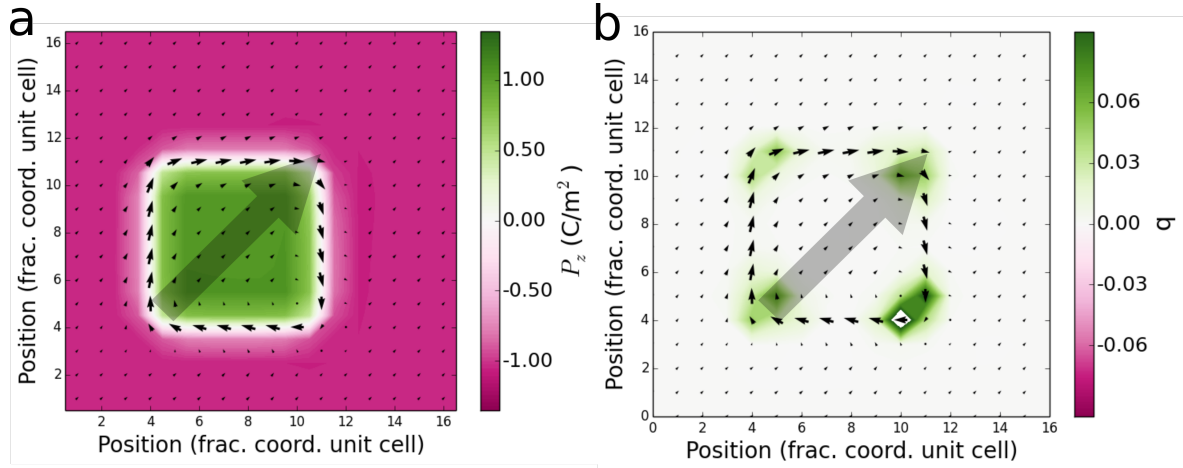 a
16
14
12
10
8
6
4
2
2 4 6 8 10 12 14 16
Position (frac. coord. unit cell)
Position (frac. coord. unit cell)
1.00
0.50
0.00
-0.50
-1.00
P_z (C/m²)
b
16
14
12
10
8
6
4
2
0
0 2 4 6 8 10 12 14 16
Position (frac. coord. unit cell)
Position (frac. coord. unit cell)
0.06
0.03
0.00
-0.03
-0.06
q